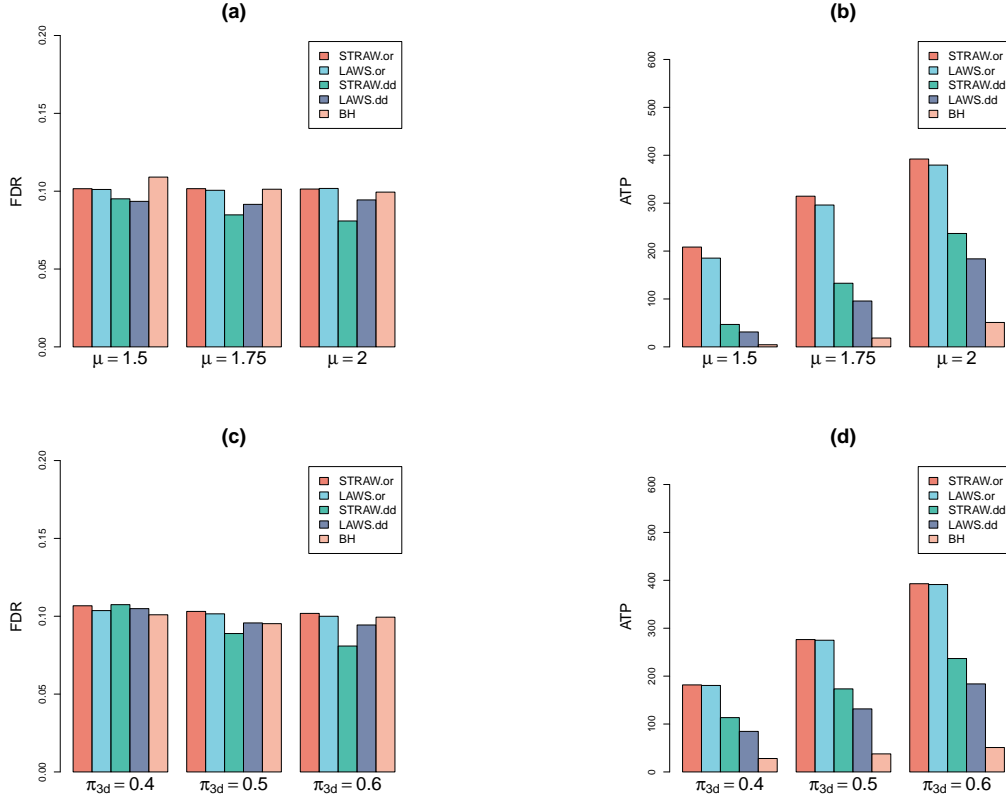 (a)
0.20
0.15
0.10
0.05
0.00
FDR
STRAW.or
LAWS.or
STRAW.dd
LAWS.dd
BH
μ = 1.5
μ = 1.75
μ = 2
(b)
600
500
400
300
200
100
0
ATP
STRAW.or
LAWS.or
STRAW.dd
LAWS.dd
BH
μ = 1.5
μ = 1.75
μ = 2
(c)
0.20
0.15
0.10
0.05
0.00
FDR
STRAW.or
LAWS.or
STRAW.dd
LAWS.dd
BH
π3d = 0.4
π3d = 0.5
π3d = 0.6
(d)
600
500
400
300
200
100
0
ATP
STRAW.or
LAWS.or
STRAW.dd
LAWS.dd
BH
π3d = 0.4
π3d = 0.5
π3d = 0.6